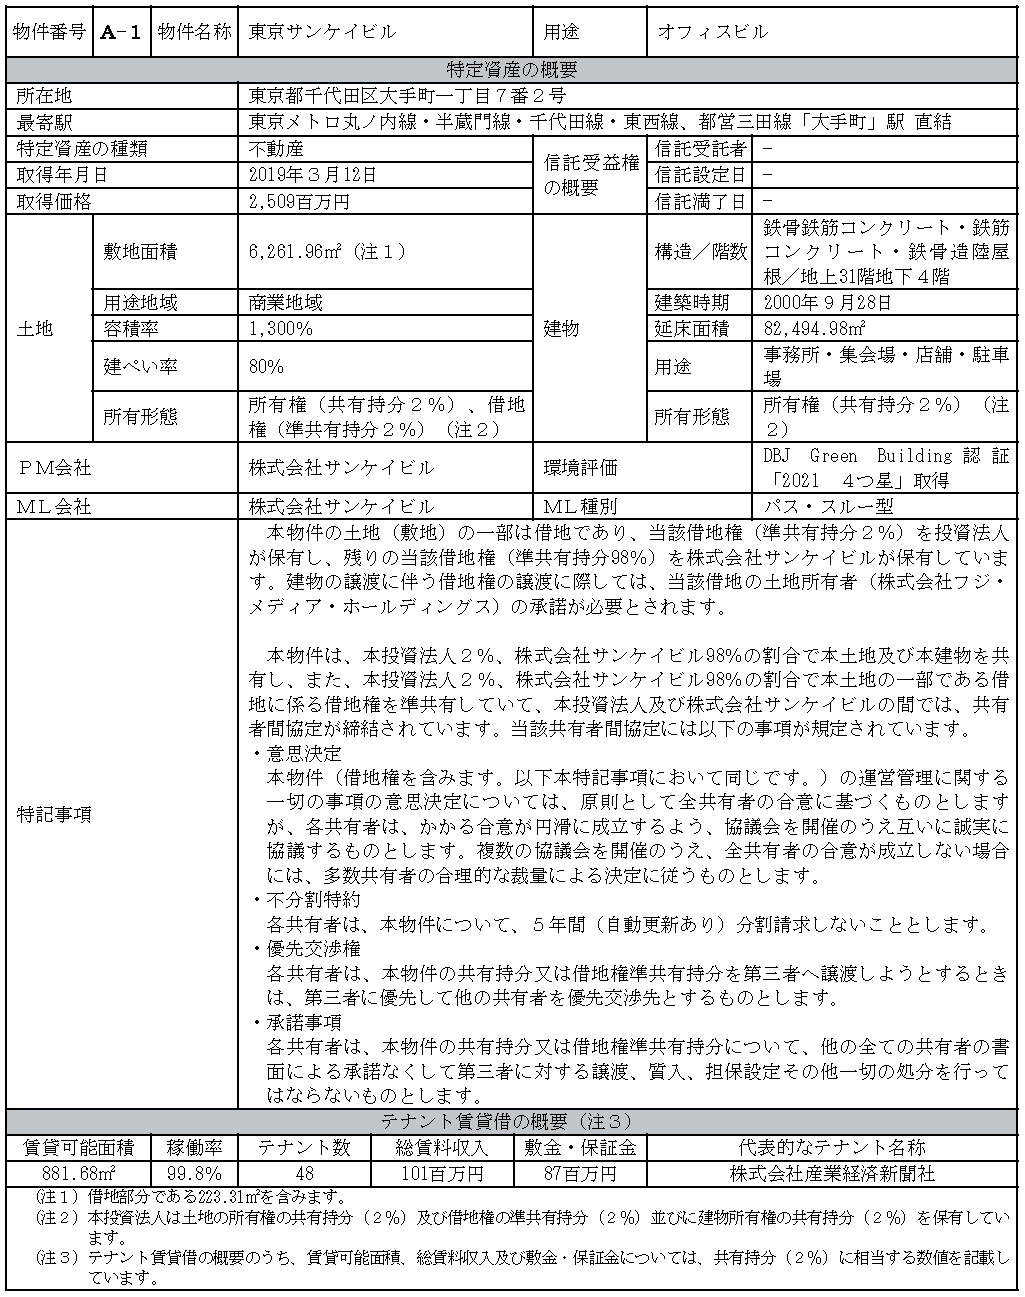 物件番号 A-1 物件名称 東京サンケイビル 用途 オフィスビル
特定資産の概要
所在地 東京都千代田区大手町一丁目７番２号
最寄駅 東京メトロ丸ノ内線・半蔵門線・千代田線・東西線、都営三田線「大手町」駅 直結
特定資産の種類 不動産 信託受益権の概要 信託受託者 -
取得年月日 2019年３月12日 信託設定日 -
取得価格 2,509百万円 信託満了日 -
土地 敷地面積 6,261.96㎡（注１） 建物 構造／階数 鉄骨鉄筋コンクリート・鉄筋
コンクリート・鉄骨造陸屋
根／地上31階地下４階
用途地域 商業地域 建築時期 2000年９月28日
容積率 1,300% 延床面積 82,494.98㎡
建ぺい率 80% 用途 事務所・集会場・店舗・駐車
場
所有形態 所有権（共有持分２％）、借地
権（準共有持分２％）（注２） 所有形態 所有権（共有持分２％）（注
２）
ＰＭ会社 株式会社サンケイビル 環境評価 DBJ Green Building 認証
「2021 ４つ星」取得
ＭＬ会社 株式会社サンケイビル ＭＬ種別 パス・スルー型
特記事項
本物件の土地（敷地）の一部は借地であり、当該借地権（準共有持分２％）を投資法人
が保有し、残りの当該借地権（準共有持分98%）を株式会社サンケイビルが保有していま
す。建物の譲渡に伴う借地権の譲渡に際しては、当該借地の土地所有者（株式会社フジ・
メディア・ホールディングス）の承諾が必要とされます。
本物件は、本投資法人２％、株式会社サンケイビル98%の割合で本土地及び本建物を共
有し、また、本投資法人２％、株式会社サンケイビル98%の割合で本土地の一部である借
地に係る借地権を準共有していて、本投資法人及び株式会社サンケイビルの間では、共有
者間協定が締結されています。当該共有者間協定には以下の事項が規定されています。
・意思決定
本物件（借地権を含みます。以下本特記事項において同じです。）の運営管理に関する
一切の事項の意思決定については、原則として全共有者の合意に基づくものとします
が、各共有者は、かかる合意が円滑に成立するよう、協議会を開催のうえ互いに誠実に
協議するものとします。複数の協議会を開催のうえ、全共有者の合意が成立しない場合
には、多数共有者の合理的な裁量による決定に従うものとします。
・不分割特約
各共有者は、本物件について、５年間（自動更新あり）分割請求しないこととします。
・優先交渉権
各共有者は、本物件の共有持分又は借地権準共有持分を第三者へ譲渡しようとするとき
は、第三者に優先して他の共有者を優先交渉先とするものとします。
・承諾事項
各共有者は、本物件の共有持分又は借地権準共有持分について、他の全ての共有者の書
面による承諾なくして第三者に対する譲渡、質入、担保設定その他一切の処分を行って
はならないものとします。
テナント賃貸借の概要（注３）
賃貸可能面積 稼働率 テナント数 総賃料収入 敷金・保証金 代表的なテナント名称
881.68㎡ 99.8% 48 101百万円 87百万円 株式会社産業経済新聞社
（注１）借地部分である223.31㎡を含みます。
（注２）本投資法人は土地の所有権の共有持分（２％）及び借地権の準共有持分（２％）並びに建物所有権の共有持分（２％）を保有してい
ます。
（注３）テナント賃貸借の概要のうち、賃貸可能面積、総賃料収入及び敷金・保証金については、共有持分（２％）に相当する数値を記載し
ています。